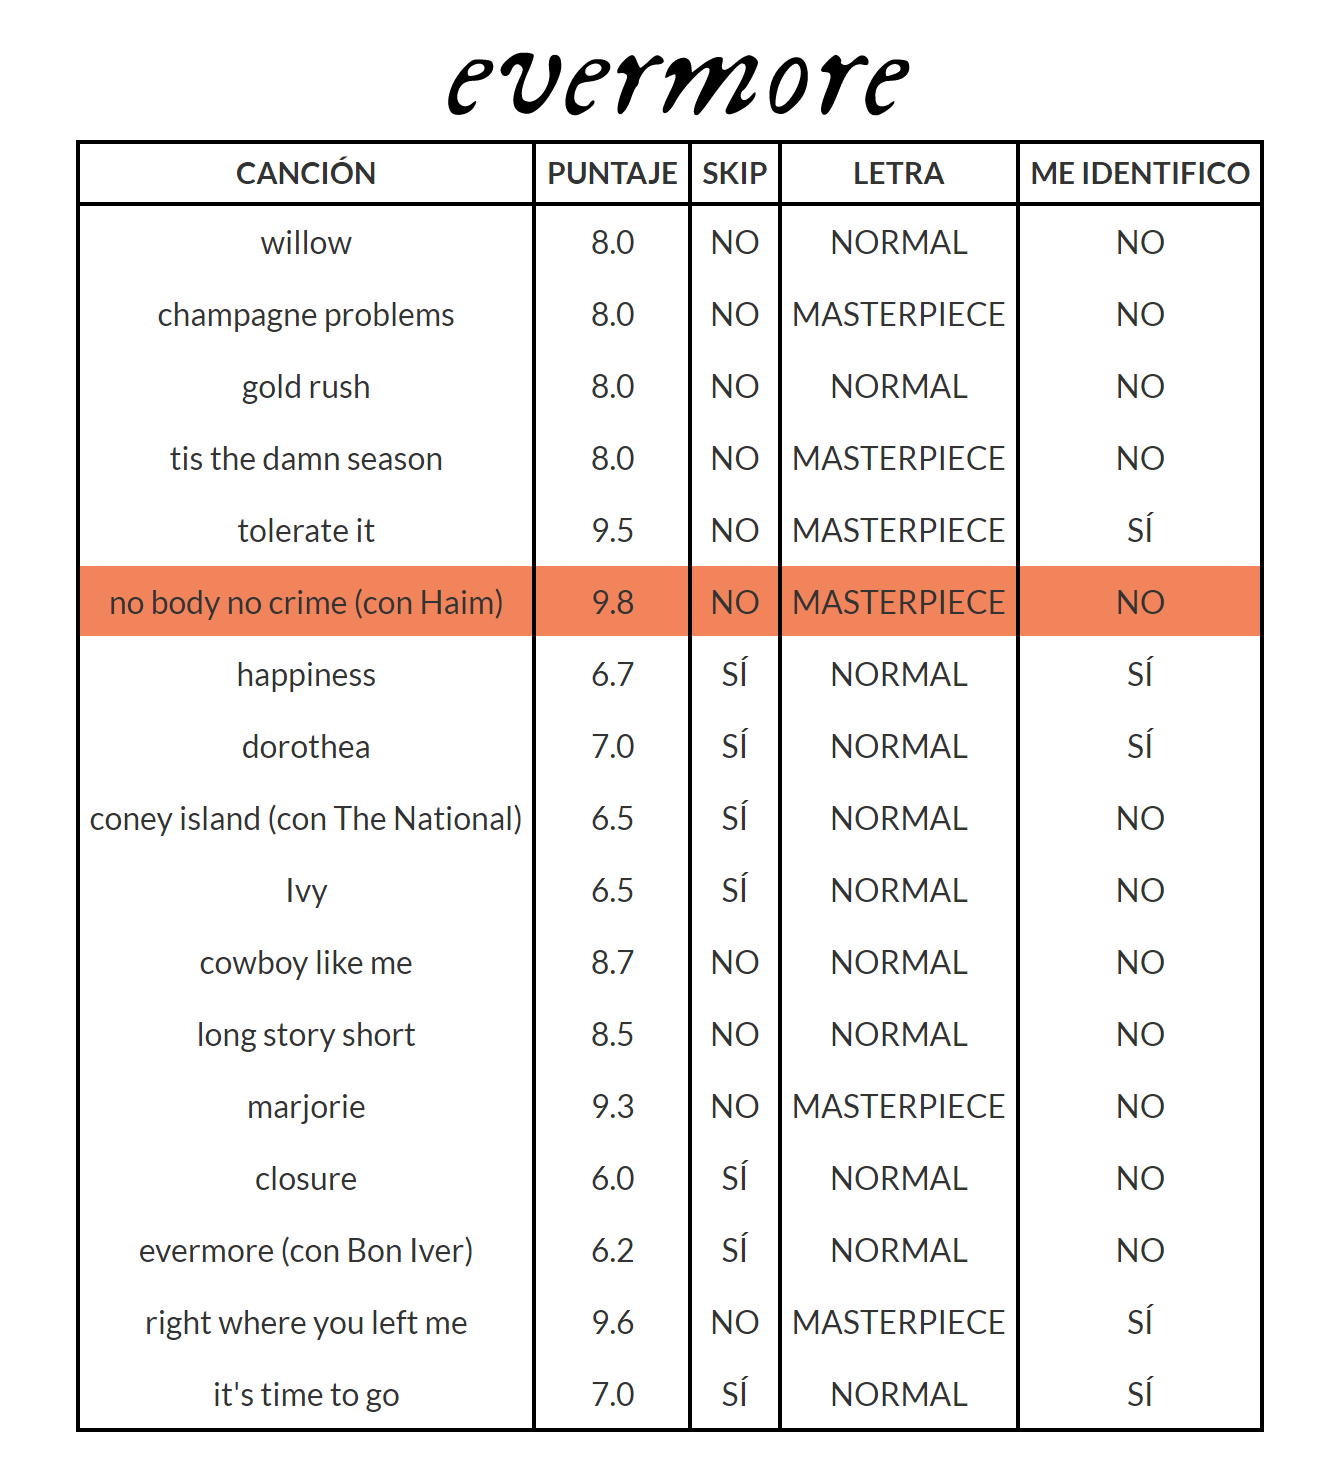 evermore
CANCIÓN PUNTAJE SKIP LETRA ME IDENTIFICO
willow 8.0 NO NORMAL NO
champagne problems 8.0 NO MASTERPIECE NO
gold rush 8.0 NO NORMAL NO
tis the damn season 8.0 NO MASTERPIECE NO
tolerate it 9.5 NO MASTERPIECE SÍ
no body no crime (con Haim) 9.8 NO MASTERPIECE NO
happiness 6.7 SÍ NORMAL SÍ
dorothea 7.0 SÍ NORMAL SÍ
coney island (con The National) 6.5 SÍ NORMAL NO
Ivy 6.5 SÍ NORMAL NO
cowboy like me 8.7 NO NORMAL NO
long story short 8.5 NO NORMAL NO
marjorie 9.3 NO MASTERPIECE NO
closure 6.0 SÍ NORMAL NO
evermore (con Bon Iver) 6.2 SÍ NORMAL NO
right where you left me 9.6 NO MASTERPIECE SÍ
it's time to go 7.0 SÍ NORMAL SÍ